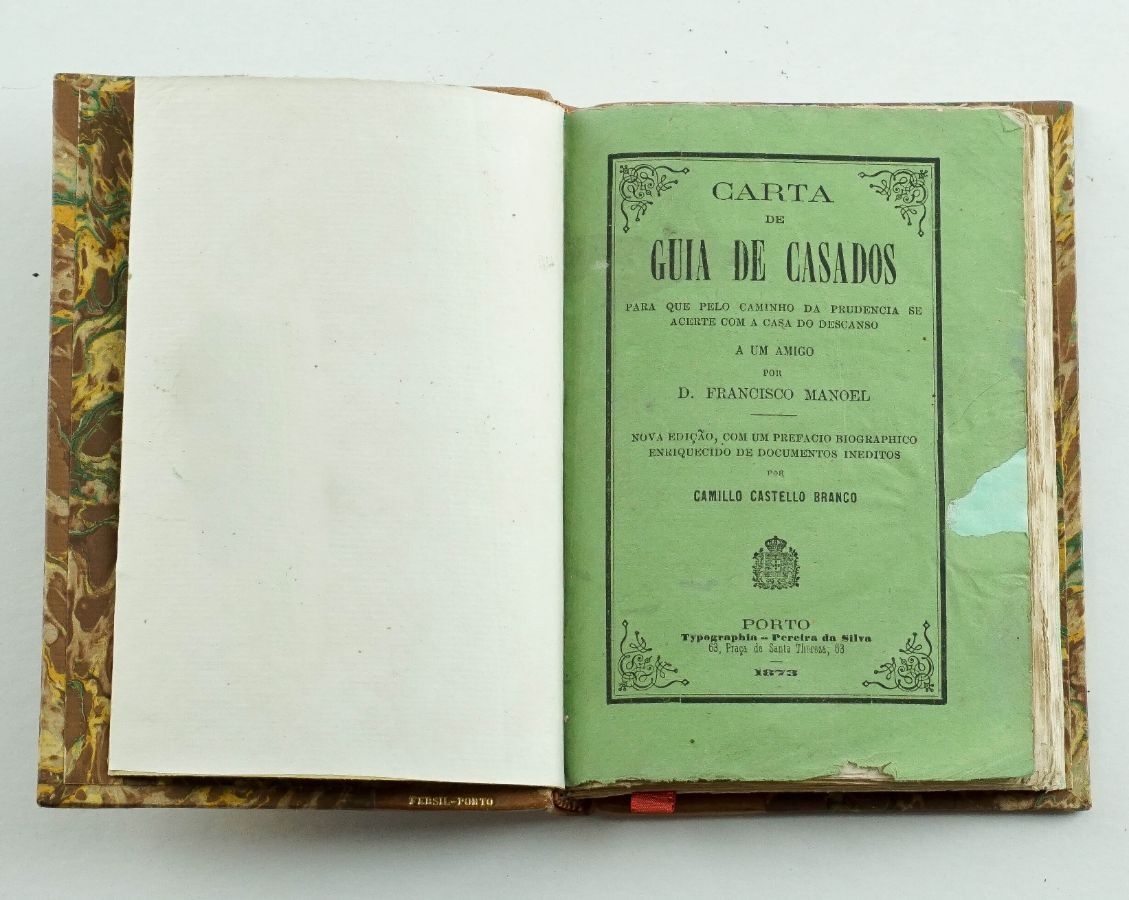 CARTA
DE
GUIA DE CASADOS
PARA QUE PELO CAMINHO DA PRUDENCIA SE
ACERTE COM A CASA DO DESCANSO
A UM AMIGO
POR
D. FRANCISCO MANOEL
NOVA EDIÇÃO, COM UM PREFACIO BIOGRAPHICO
ENRIQUECIDO DE DOCUMENTOS INEDITOS
POR
CAMILLO CASTELLO BRANCO
PORTO
Typographia — Pereira da Silva
63, Praça de Santa Thereza, 63
1873
FERSIL-PORTO